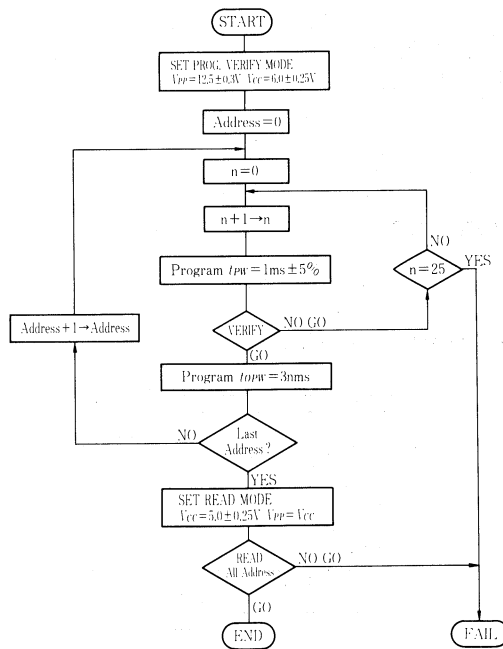 START
SET PROG. VERIFY MODE
VPP=12.5±0.3V VCC=6.0±0.25V
Address=0
n=0
n+1→n
NO
YES
Program tPW=1ms±5%
n=25
Address+1→Address
VERIFY
NO GO
GO
Program tOPW=3nms
NO
Last
Address?
YES
SET READ MODE
VCC=5.0±0.25V VPP=VCC
READ
All Address
NO GO
GO
END
FAIL